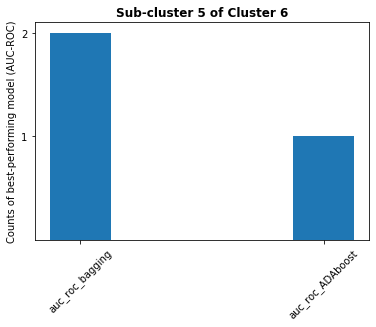 Sub-cluster 5 of Cluster 6
Counts of best-performing model (AUC-ROC)
2
1
auc_roc_bagging
auc_roc_ADAboost